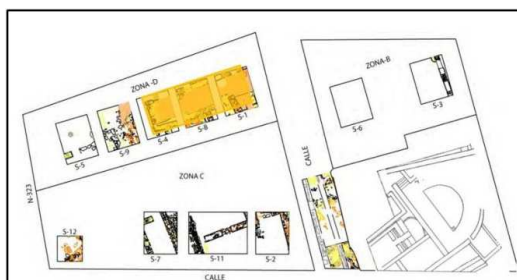 ZONA -D
ZONA-B
S-1
S-8
S-4
S-9
S-5
S-3
S-6
CALLE
ZONA C
N-323
S-12
S-7
S-11
S-2
CALLE